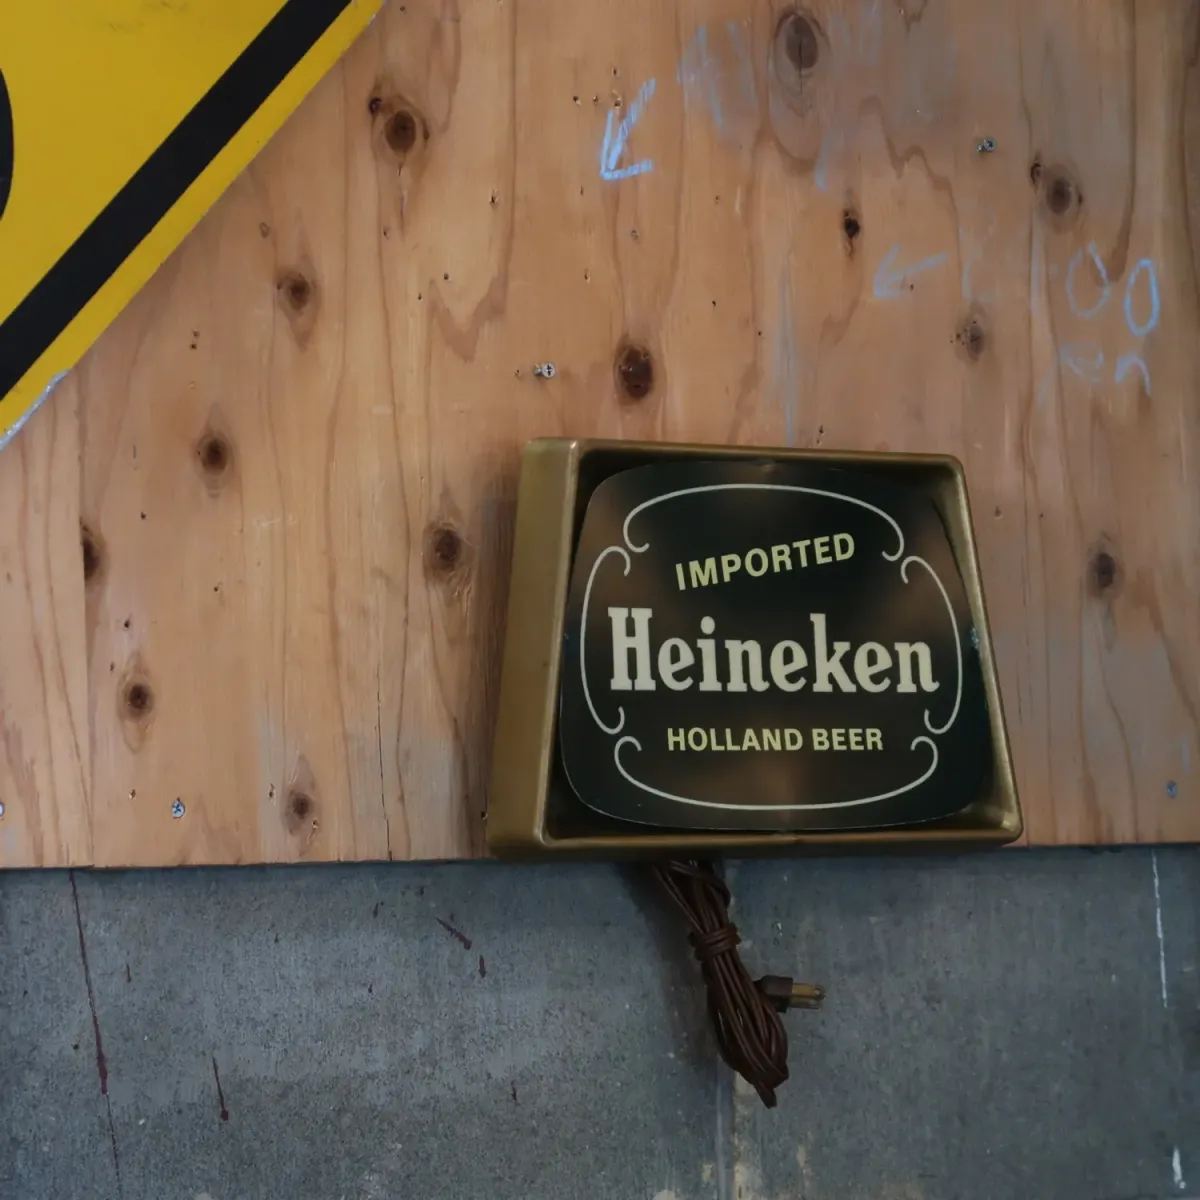 IMPORTED
Heineken
HOLLAND BEER